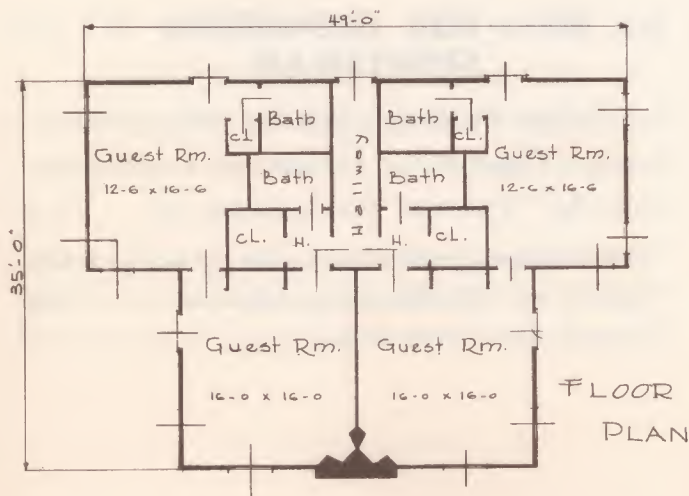 49'-0"
35'-0"
cl.
Bath
Bath
cL.
Guest Rm.
12-6 x 16-6
Bath
Hallway
Bath
Guest Rm.
12-6 x 16-6
cL.
H.
H.
cL.
Guest Rm.
16-0 x 16-0
Guest Rm.
16-0 x 16-0
FLOOR
PLAN